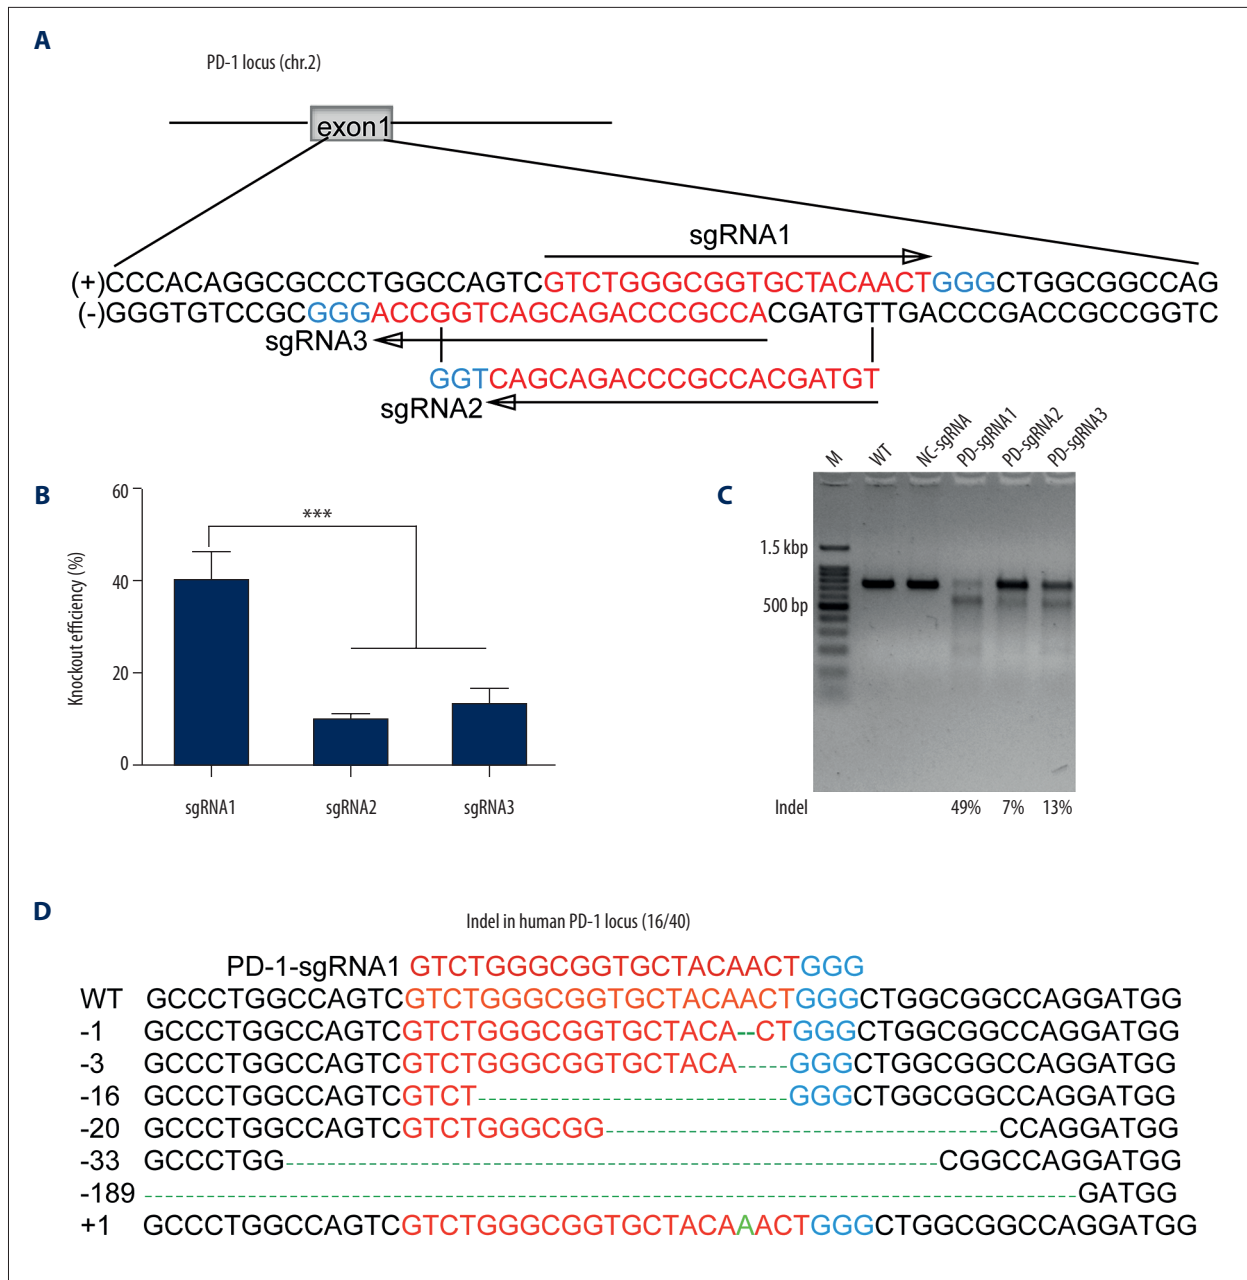 A
PD-1 locus (chr.2)
exon1
sgRNA1
(+)CCCACAGGCGCCCTGGCCAGTCGTCTGGGCGGTGCTACAACTGGGCTGGCGGCCAG
(-)GGGTGTCCGCGGGACCGGTCAGCAGACCCGCCACGATGTTGACCCGACCGCCGGTC
sgRNA3
GGTCAGCAGACCCGCCACGATGT
sgRNA2
B
60
40
20
0
Knockout efficiency (%)
***
sgRNA1 sgRNA2 sgRNA3
C
M WT NC-sgRNA PD-sgRNA1 PD-sgRNA2 PD-sgRNA3
1.5 kbp
500 bp
Indel 49% 7% 13%
D
Indel in human PD-1 locus (16/40)
PD-1-sgRNA1 GTCTGGGCGGTGCTACAACTGGG
WT GCCCTGGCCAGTCGTCTGGGCGGTGCTACAACTGGGCTGGCGGCCAGGATGG
-1 GCCCTGGCCAGTCGTCTGGGCGGTGCTACA--CTGGGCTGGCGGCCAGGATGG
-3 GCCCTGGCCAGTCGTCTGGGCGGTGCTACA-----GGGCTGGCGGCCAGGATGG
-16 GCCCTGGCCAGTCGTCT-----------------------------GGGCTGGCGGCCAGGATGG
-20 GCCCTGGCCAGTCGTCTGGGCGG-------------------------------------CCAGGATGG
-33 GCCCTGG-------------------------------------------------------------CGGCCAGGATGG
-189 ---------------------------------------------------------------------------------------GATGG
+1 GCCCTGGCCAGTCGTCTGGGCGGTGCTACAAACTGGGCTGGCGGCCAGGATGG